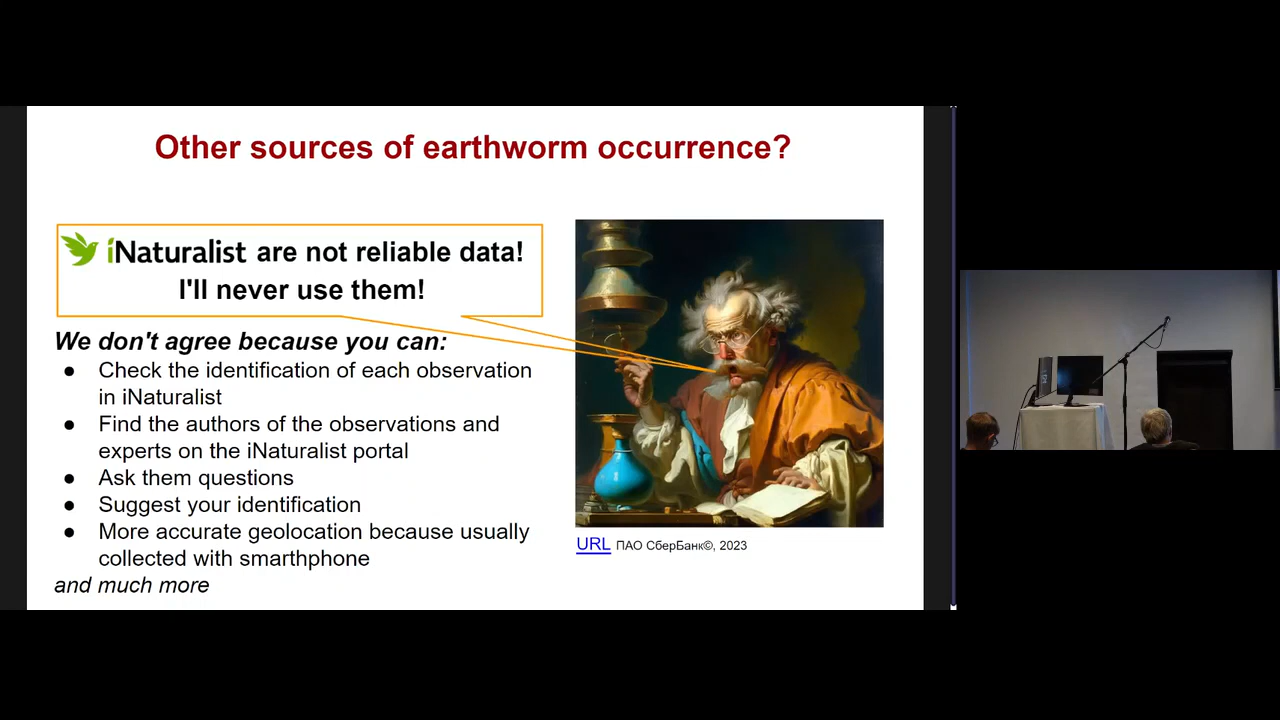 Other sources of earthworm occurrence?
iNaturalist are not reliable data!
I'll never use them!
We don't agree because you can:
● Check the identification of each observation
in iNaturalist
● Find the authors of the observations and
experts on the iNaturalist portal
● Ask them questions
● Suggest your identification
● More accurate geolocation because usually
collected with smarthphone
and much more
URL ПАО СберБанк©, 2023